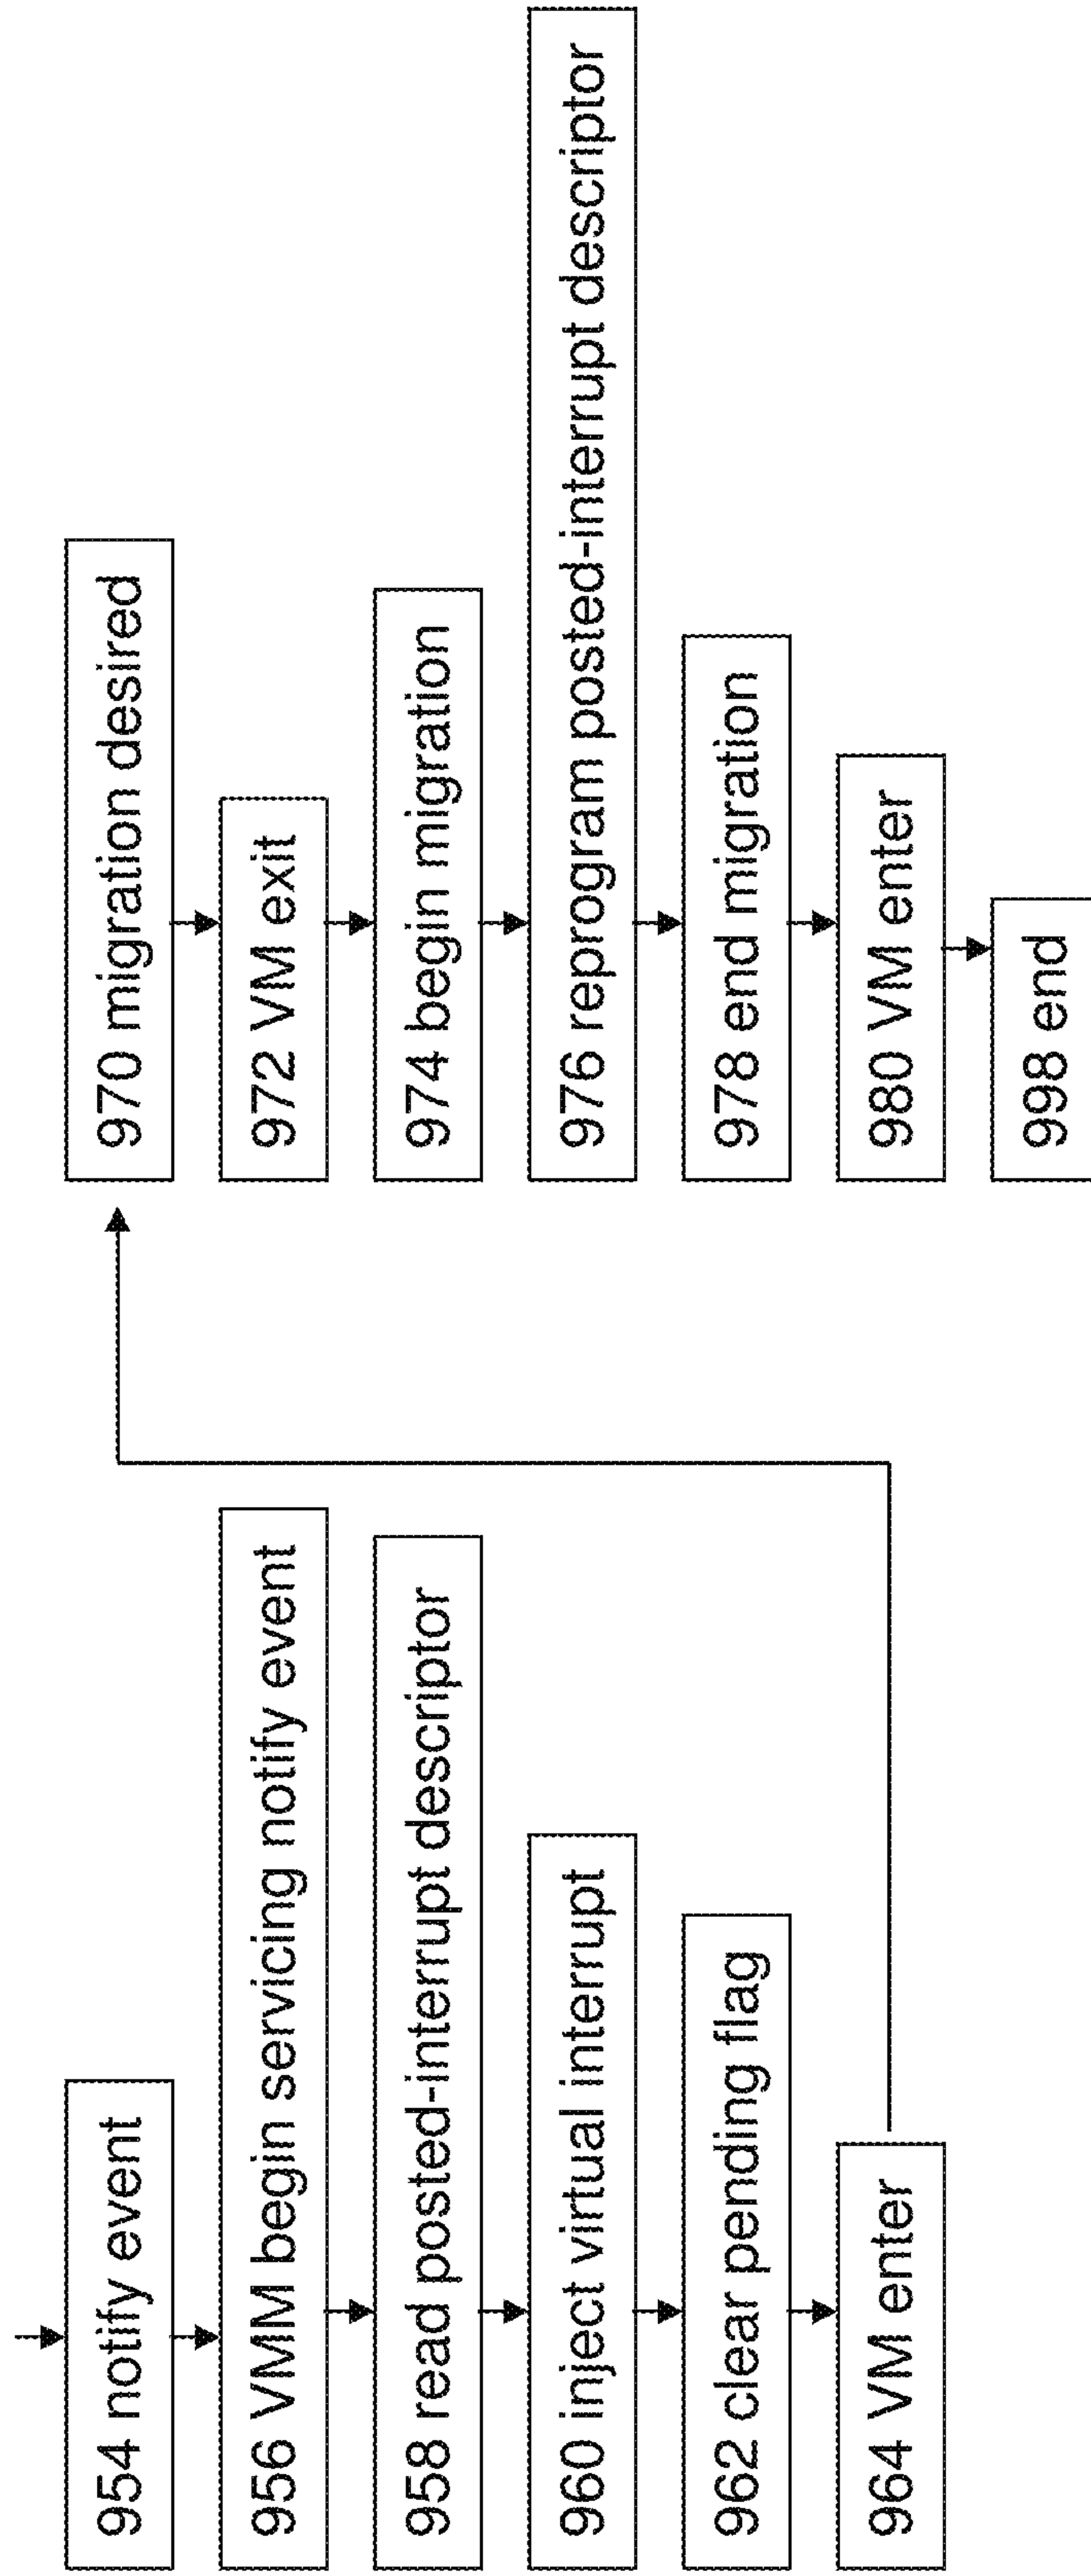 954 notify event
956 VMM begin servicing notify event
958 read posted-interrupt descriptor
960 inject virtual interrupt
962 clear pending flag
964 VM enter
970 migration desired
972 VM exit
974 begin migration
976 reprogram posted-interrupt descriptor
978 end migration
980 VM enter
998 end